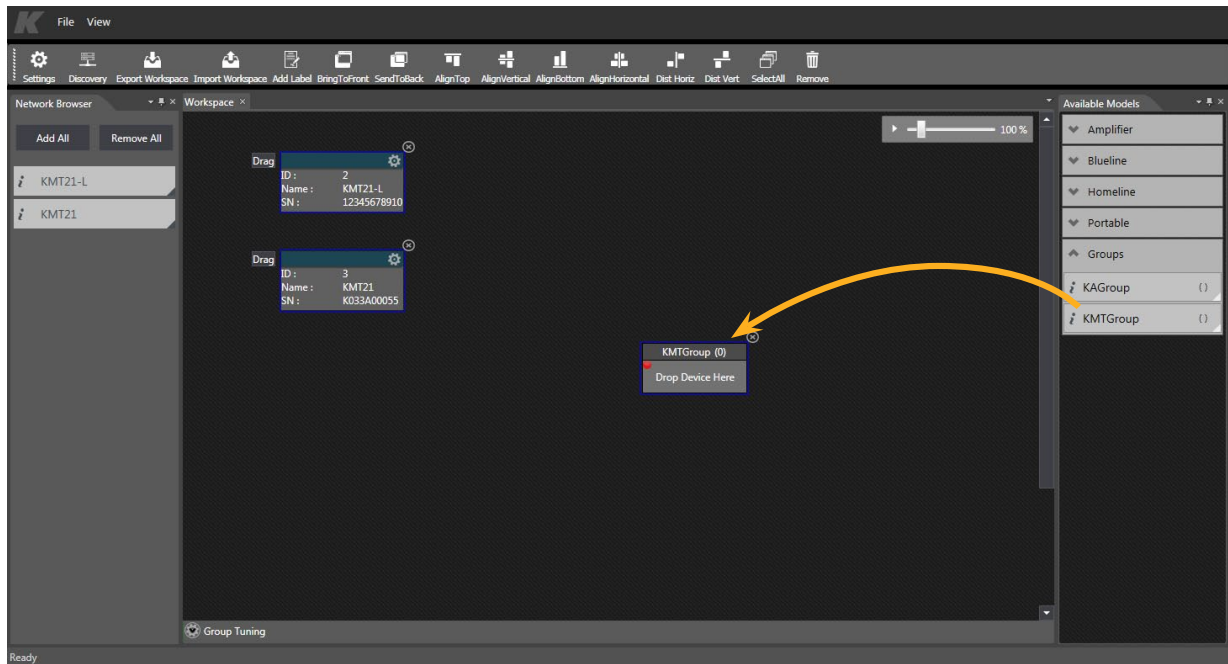 K File View
Settings Discovery Export Workspace Import Workspace Add Label BringToFront SendToBack AlignTop AlignVertical AlignBottom AlignHorizontal Dist Horiz Dist Vert SelectAll Remove
Network Browser
Add All Remove All
i KMT21-L
i KMT21
Workspace
100 %
Drag
ID : 2
Name : KMT21-L
SN : 12345678910
Drag
ID : 3
Name : KMT21
SN : K033A00055
KMTGroup (0)
Drop Device Here
Group Tuning
Available Models
Amplifier
Blueline
Homeline
Portable
Groups
i KAGroup ( )
i KMTGroup ( )
Ready